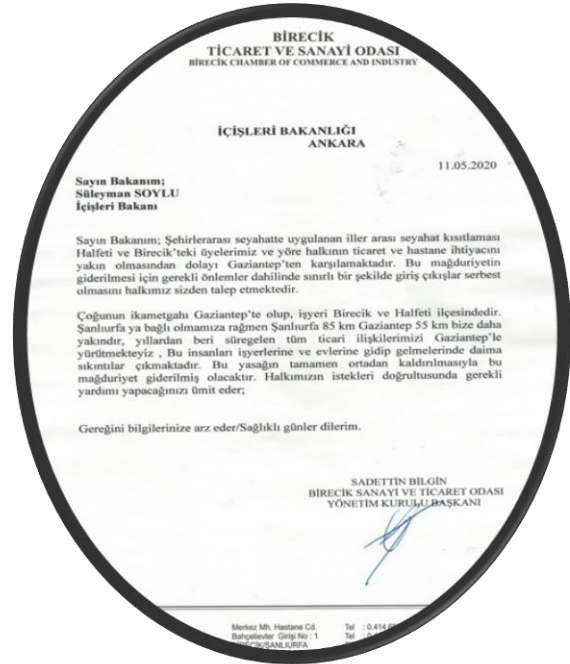 BİRECİK
TİCARET VE SANAYİ ODASI
BIRECIK CHAMBER OF COMMERCE AND INDUSTRY
İÇİŞLERİ BAKANLIĞI
ANKARA
11.05.2020
Sayın Bakanım;
Süleyman SOYLU
İçişleri Bakanı
Sayın Bakanım; Şehirlerarası seyahatte uygulanan iller arası seyahat kısıtlaması
Halfeti ve Birecik'teki üyelerimiz ve yöre halkının ticaret ve hastane ihtiyacını
yakın olmasından dolayı Gaziantep'ten karşılamaktadır. Bu mağduriyetin
giderilmesi için gerekli önlemler dahilinde sınırlı bir şekilde giriş çıkışlar serbest
olmasını halkımız sizden talep etmektedir.
Çoğunun ikametgahı Gaziantep'te olup, işyeri Birecik ve Halfeti ilçesindedir.
Şanlıurfa ya bağlı olmamıza rağmen Şanlıurfa 85 km Gaziantep 55 km bize daha
yakındır, yıllardan beri süregelen tüm ticari ilişkilerimizi Gaziantep'le
yürütmekteyiz , Bu insanları işyerlerine ve evlerine gidip gelmelerinde daima
sıkıntılar çıkmaktadır. Bu yasağın tamamen ortadan kaldırılmasıyla bu
mağduriyet giderilmiş olacaktır. Halkımızın istekleri doğrultusunda gerekli
yardımı yapacağınızı ümit eder;
Gereğini bilgilerinize arz eder/Sağlıklı günler dilerim.
SADETTİN BİLGİN
BİRECİK SANAYİ VE TİCARET ODASI
YÖNETİM KURULU BAŞKANI
Merkez Mh. Hastane Cd. Tel : 0.414
Bahçelievler Girişi No : 1 Tel
BİRECİK/ŞANLIURFA